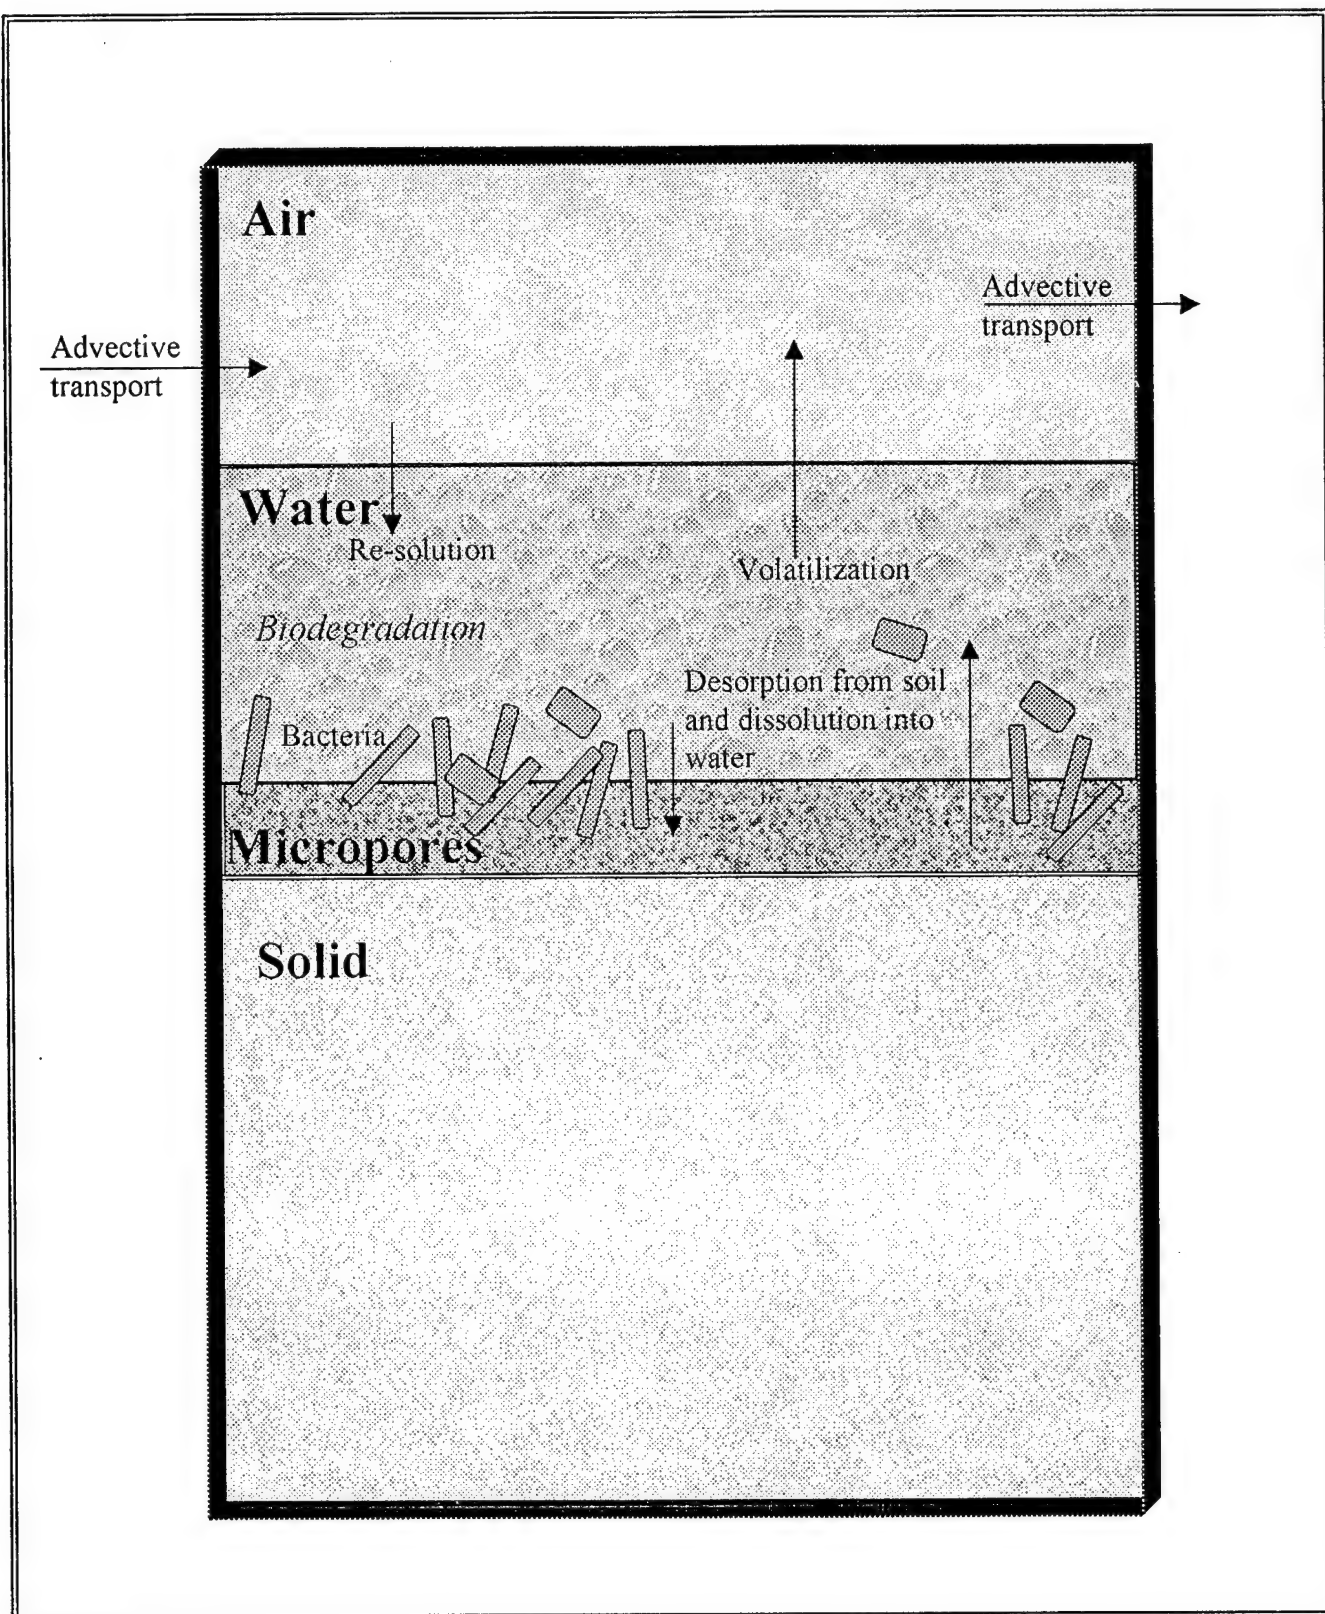 Air
Advective
transport
Advective
transport
Water
Re-solution
Volatilization
Biodegradation
Desorption from soil
and dissolution into
water
Bacteria
Micropores
Solid